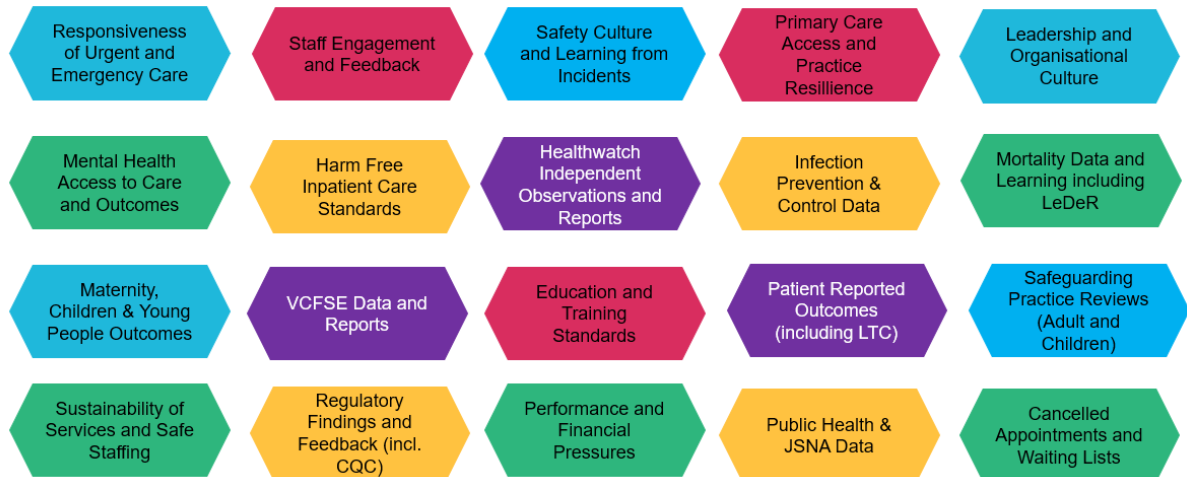 Responsiveness
of Urgent and
Emergency Care
Staff Engagement
and Feedback
Safety Culture
and Learning from
Incidents
Primary Care
Access and
Practice
Resillience
Leadership and
Organisational
Culture
Mental Health
Access to Care
and Outcomes
Harm Free
Inpatient Care
Standards
Healthwatch
Independent
Observations and
Reports
Infection
Prevention &
Control Data
Mortality Data and
Learning including
LeDeR
Maternity,
Children & Young
People Outcomes
VCFSE Data and
Reports
Education and
Training
Standards
Patient Reported
Outcomes
(including LTC)
Safeguarding
Practice Reviews
(Adult and
Children)
Sustainability of
Services and Safe
Staffing
Regulatory
Findings and
Feedback (incl.
CQC)
Performance and
Financial
Pressures
Public Health &
JSNA Data
Cancelled
Appointments and
Waiting Lists